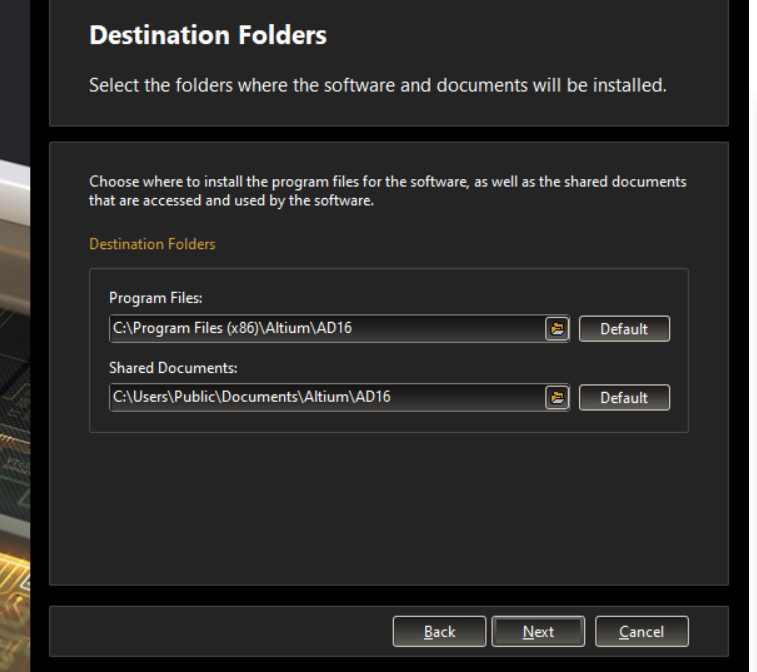 Destination Folders
Select the folders where the software and documents will be installed.
Choose where to install the program files for the software, as well as the shared documents
that are accessed and used by the software.
Destination Folders
Program Files:
C:\Program Files (x86)\Altium\AD16
Default
Shared Documents:
C:\Users\Public\Documents\Altium\AD16
Default
Back
Next
Cancel